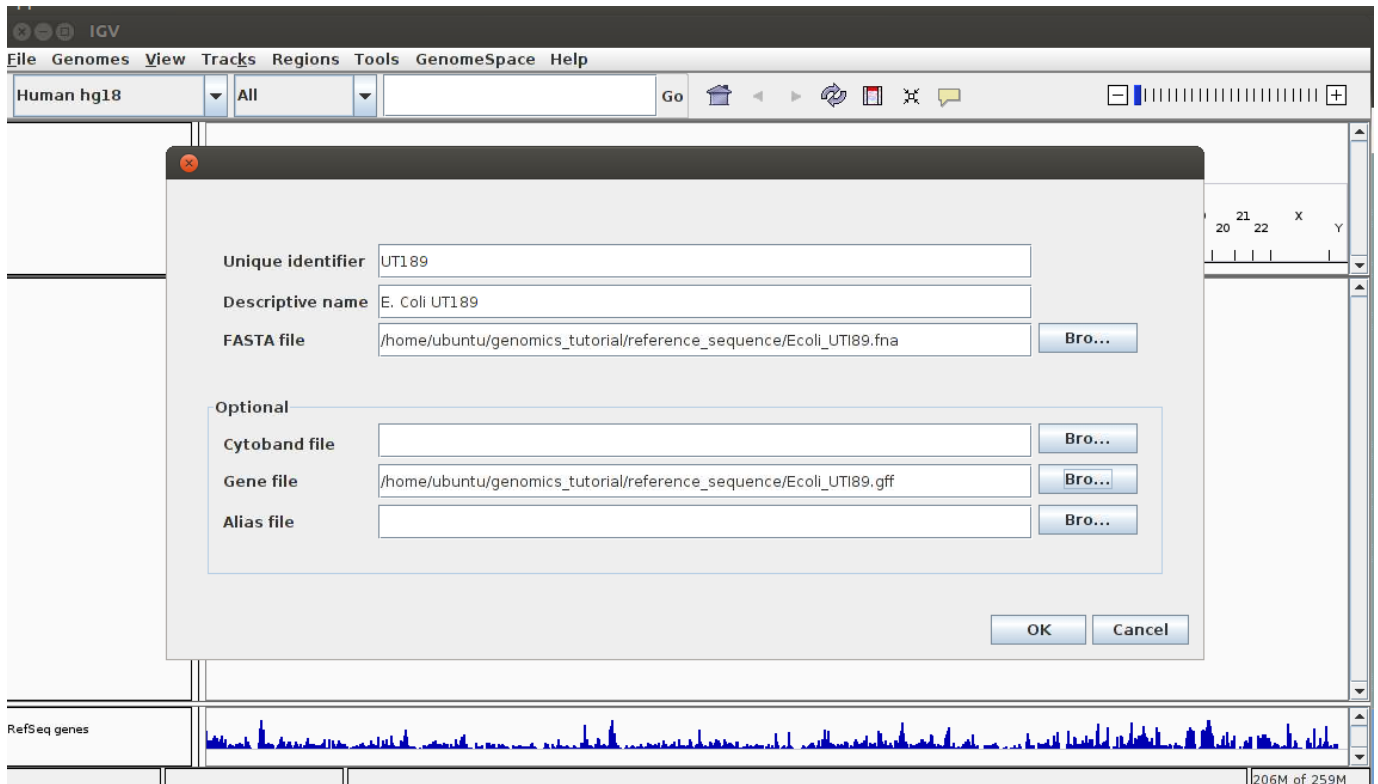 IGV
File Genomes View Tracks Regions Tools GenomeSpace Help
Human hg18 All Go
21 X
20 22 Y
Unique identifier UT189
Descriptive name E. Coli UT189
FASTA file /home/ubuntu/genomics_tutorial/reference_sequence/Ecoli_UTI89.fna Bro...
Optional
Cytoband file Bro...
Gene file /home/ubuntu/genomics_tutorial/reference_sequence/Ecoli_UTI89.gff Bro...
Alias file Bro...
OK Cancel
RefSeq genes
206M of 259M